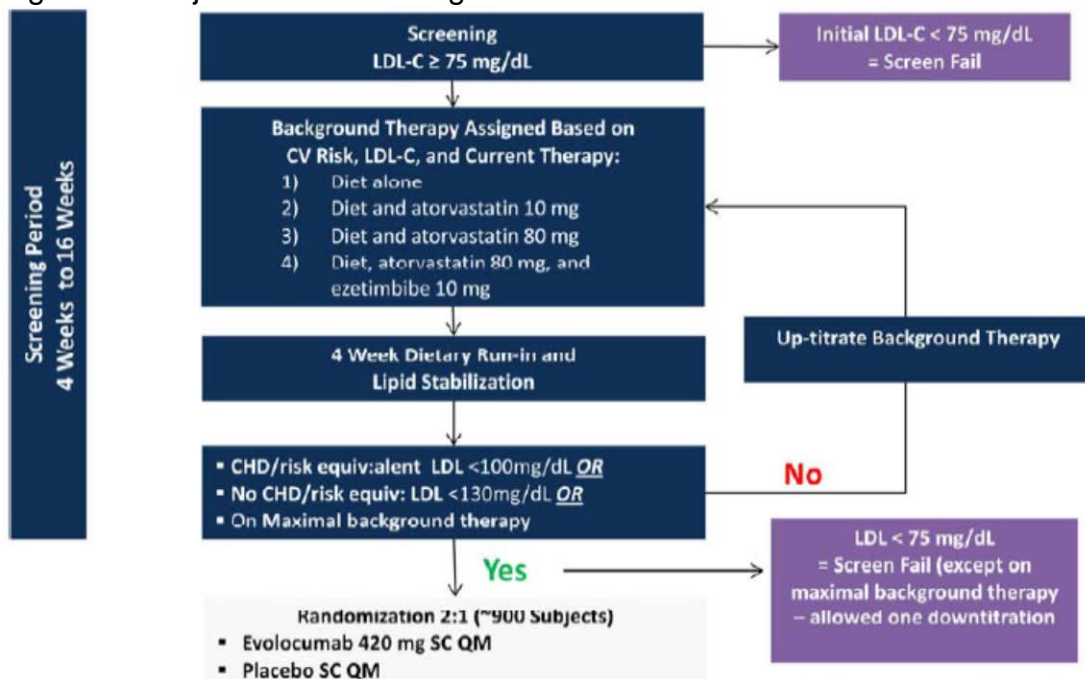 Screening
LDL-C ≥ 75 mg/dL
Initial LDL-C < 75 mg/dL
= Screen Fail
Screening Period
4 Weeks to 16 Weeks
Background Therapy Assigned Based on
CV Risk, LDL-C, and Current Therapy:
1) Diet alone
2) Diet and atorvastatin 10 mg
3) Diet and atorvastatin 80 mg
4) Diet, atorvastatin 80 mg, and
ezetimbibe 10 mg
Up-titrate Background Therapy
4 Week Dietary Run-in and
Lipid Stabilization
▪ CHD/risk equiv:alent LDL <100mg/dL OR
▪ No CHD/risk equiv: LDL <130mg/dL OR
▪ On Maximal background therapy
No
Yes
LDL < 75 mg/dL
= Screen Fail (except on
maximal background therapy
– allowed one downtitration
Randomization 2:1 (~900 Subjects)
▪ Evolocumab 420 mg SC QM
▪ Placebo SC QM